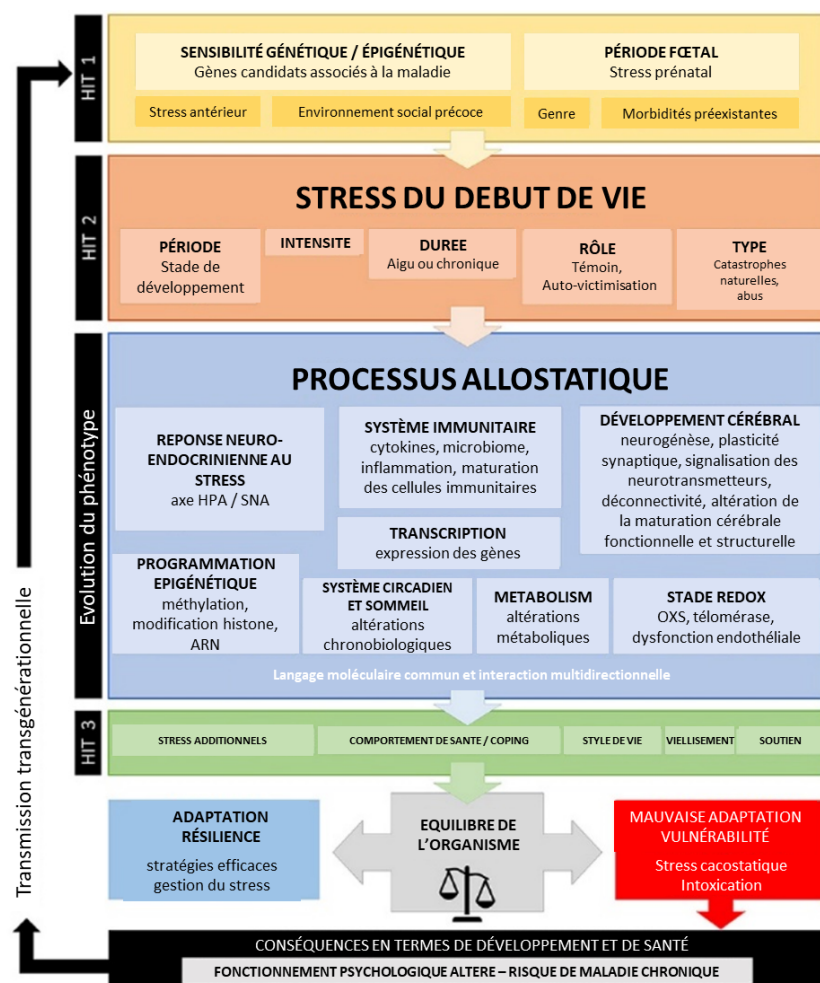 HIT 1
SENSIBILITÉ GÉNÉTIQUE / ÉPIGÉNÉTIQUE
Gènes candidats associés à la maladie
PÉRIODE FŒTAL
Stress prénatal
Stress antérieur
Environnement social précoce
Genre
Morbidités préexistantes
HIT 2
STRESS DU DEBUT DE VIE
PÉRIODE
Stade de
développement
INTENSITE
DUREE
Aigu ou chronique
RÔLE
Témoin,
Auto-victimisation
TYPE
Catastrophes
naturelles,
abus
Evolution du phénotype
PROCESSUS ALLOSTATIQUE
REPONSE NEURO-
ENDOCRINIENNE AU
STRESS
axe HPA / SNA
SYSTÈME IMMUNITAIRE
cytokines, microbiome,
inflammation, maturation
des cellules immunitaires
DÉVELOPPEMENT CÉRÉBRAL
neurogénèse, plasticité
synaptique, signalisation des
neurotransmetteurs,
déconnectivité, altération de
la maturation cérébrale
fonctionnelle et structurelle
TRANSCRIPTION
expression des gènes
PROGRAMMATION
EPIGÉNÉTIQUE
méthylation,
modification histone,
ARN
SYSTÈME CIRCADIEN
ET SOMMEIL
altérations
chronobiologiques
METABOLISM
altérations
métaboliques
STADE REDOX
OXS, télomérase,
dysfonction endothéliale
Langage moléculaire commun et interaction multidirectionnelle
HIT 3
STRESS ADDITIONNELS
COMPORTEMENT DE SANTE / COPING
STYLE DE VIE
VIELLISEMENT
SOUTIEN
ADAPTATION
RÉSILIENCE
stratégies efficaces
gestion du stress
EQUILIBRE DE
L'ORGANISME
MAUVAISE ADAPTATION
VULNÉRABILITÉ
Stress cacostatique
Intoxication
Transmission transgénérationnelle
CONSÉQUENCES EN TERMES DE DÉVELOPPEMENT ET DE SANTÉ
FONCTIONNEMENT PSYCHOLOGIQUE ALTERE – RISQUE DE MALADIE CHRONIQUE